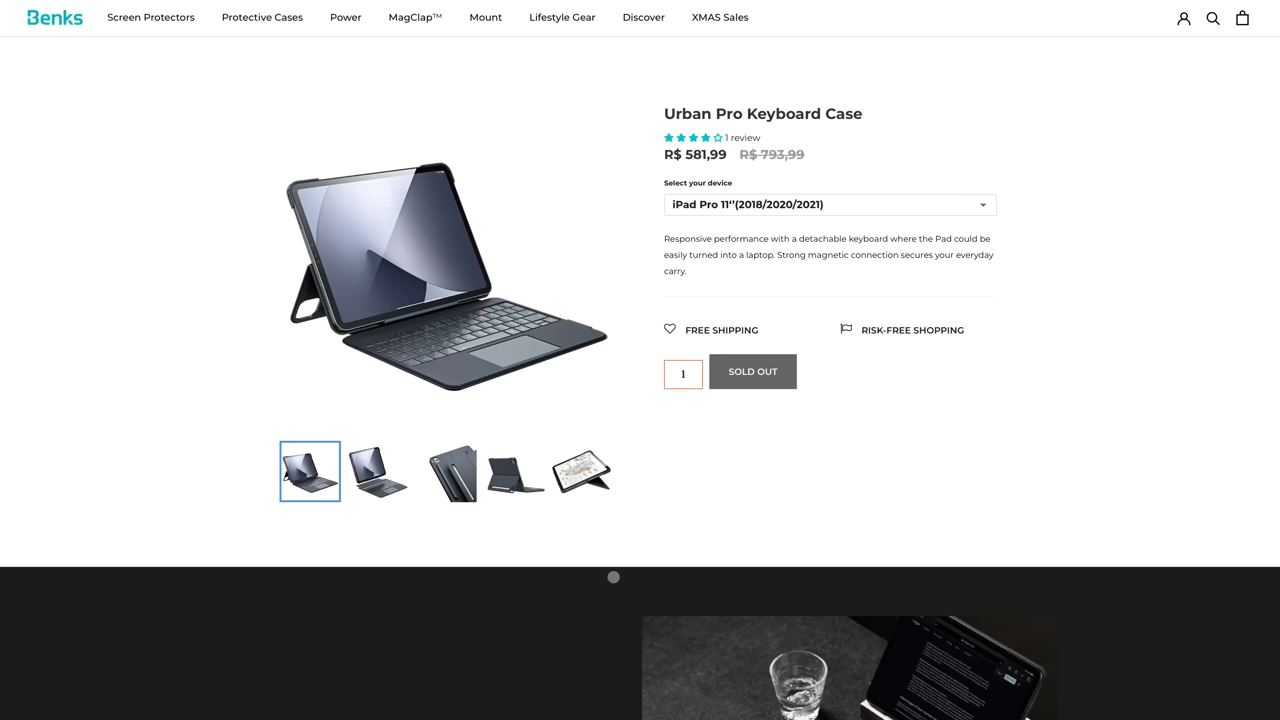 Benks
Screen Protectors
Protective Cases
Power
MagClap™
Mount
Lifestyle Gear
Discover
XMAS Sales
Urban Pro Keyboard Case
1 review
R$ 581,99 R$ 793,99
Select your device
iPad Pro 11‘’(2018/2020/2021)
Responsive performance with a detachable keyboard where the Pad could be
easily turned into a laptop. Strong magnetic connection secures your everyday
carry.
FREE SHIPPING
RISK-FREE SHOPPING
1
SOLD OUT